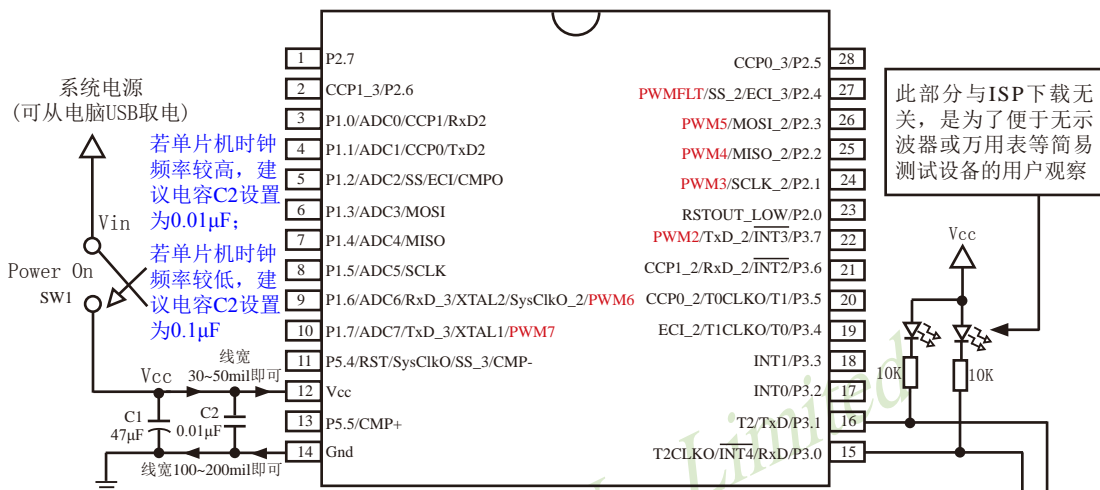 系统电源
(可从电脑USB取电)
若单片机时钟
频率较高，建
议电容C2设置
为0.01μF；
若单片机时钟
频率较低，建
议电容C2设置
为0.1μF
Vin
Power On
SW1
Vcc
线宽
30~50mil即可
C1
47μF
C2
0.01μF
线宽100~200mil即可
1 P2.7
2 CCP1_3/P2.6
3 P1.0/ADC0/CCP1/RxD2
4 P1.1/ADC1/CCP0/TxD2
5 P1.2/ADC2/SS/ECI/CMPO
6 P1.3/ADC3/MOSI
7 P1.4/ADC4/MISO
8 P1.5/ADC5/SCLK
9 P1.6/ADC6/RxD_3/XTAL2/SysClkO_2/PWM6
10 P1.7/ADC7/TxD_3/XTAL1/PWM7
11 P5.4/RST/SysClkO/SS_3/CMP-
12 Vcc
13 P5.5/CMP+
14 Gnd
CCP0_3/P2.5 28
PWMFLT/SS_2/ECI_3/P2.4 27
PWM5/MOSI_2/P2.3 26
PWM4/MISO_2/P2.2 25
PWM3/SCLK_2/P2.1 24
RSTOUT_LOW/P2.0 23
PWM2/TxD_2/INT3/P3.7 22
CCP1_2/RxD_2/INT2/P3.6 21
CCP0_2/T0CLKO/T1/P3.5 20
ECI_2/T1CLKO/T0/P3.4 19
INT1/P3.3 18
INT0/P3.2 17
T2/TxD/P3.1 16
T2CLKO/INT4/RxD/P3.0 15
此部分与ISP下载无
关，是为了便于无示
波器或万用表等简易
测试设备的用户观察
Vcc
10K
10K
Limited